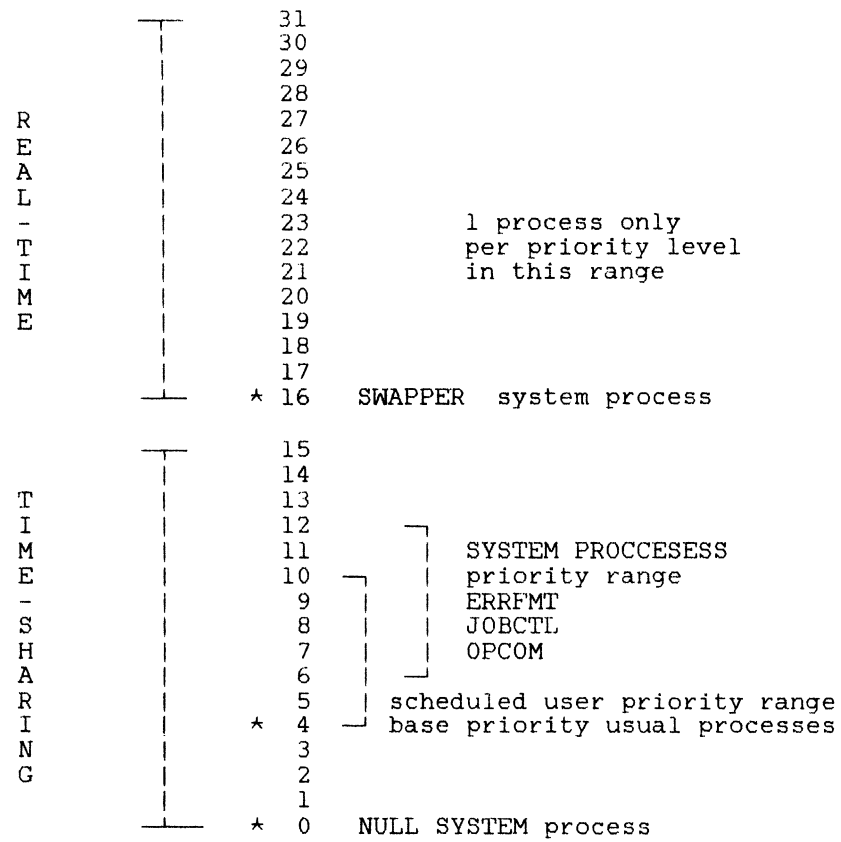 31
30
29
28
R 27
E 26
A 25
L 24
- 23 1 process only
T 22 per priority level
I 21 in this range
M 20
E 19
18
17
* 16 SWAPPER system process
15
14
T 13
I 12
M 11 SYSTEM PROCCESESS
E 10 priority range
- 9 ERRFMT
S 8 JOBCTL
H 7 OPCOM
A 6
R 5 scheduled user priority range
I * 4 base priority usual processes
N 3
G 2
1
* 0 NULL SYSTEM process